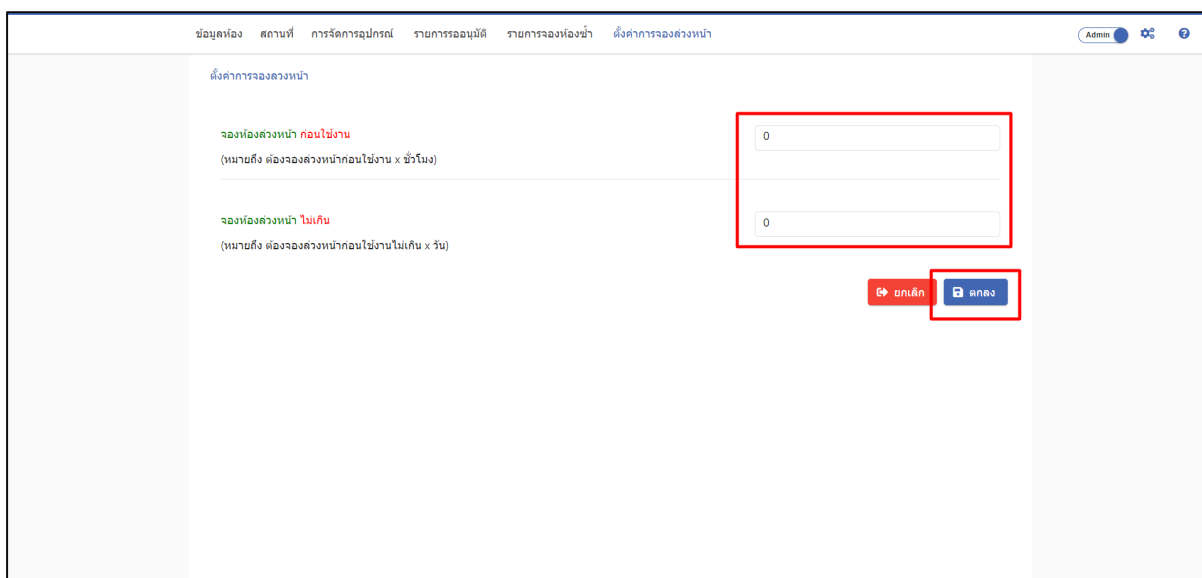 ข้อมูลห้อง สถานที่ การจัดการอุปกรณ์ รายการรออนุมัติ รายการจองห้องซ้ำ ตั้งค่าการจองล่วงหน้า Admin
ตั้งค่าการจองลวงหน้า
จองห้องล่วงหน้า ก่อนใช้งาน 0
(หมายถึง ต้องจองล่วงหน้าก่อนใช้งาน x ชั่วโมง)
จองห้องล่วงหน้า ไม่เกิน 0
(หมายถึง ต้องจองล่วงหน้าก่อนใช้งานไม่เกิน x วัน)
ยกเลิก ตกลง